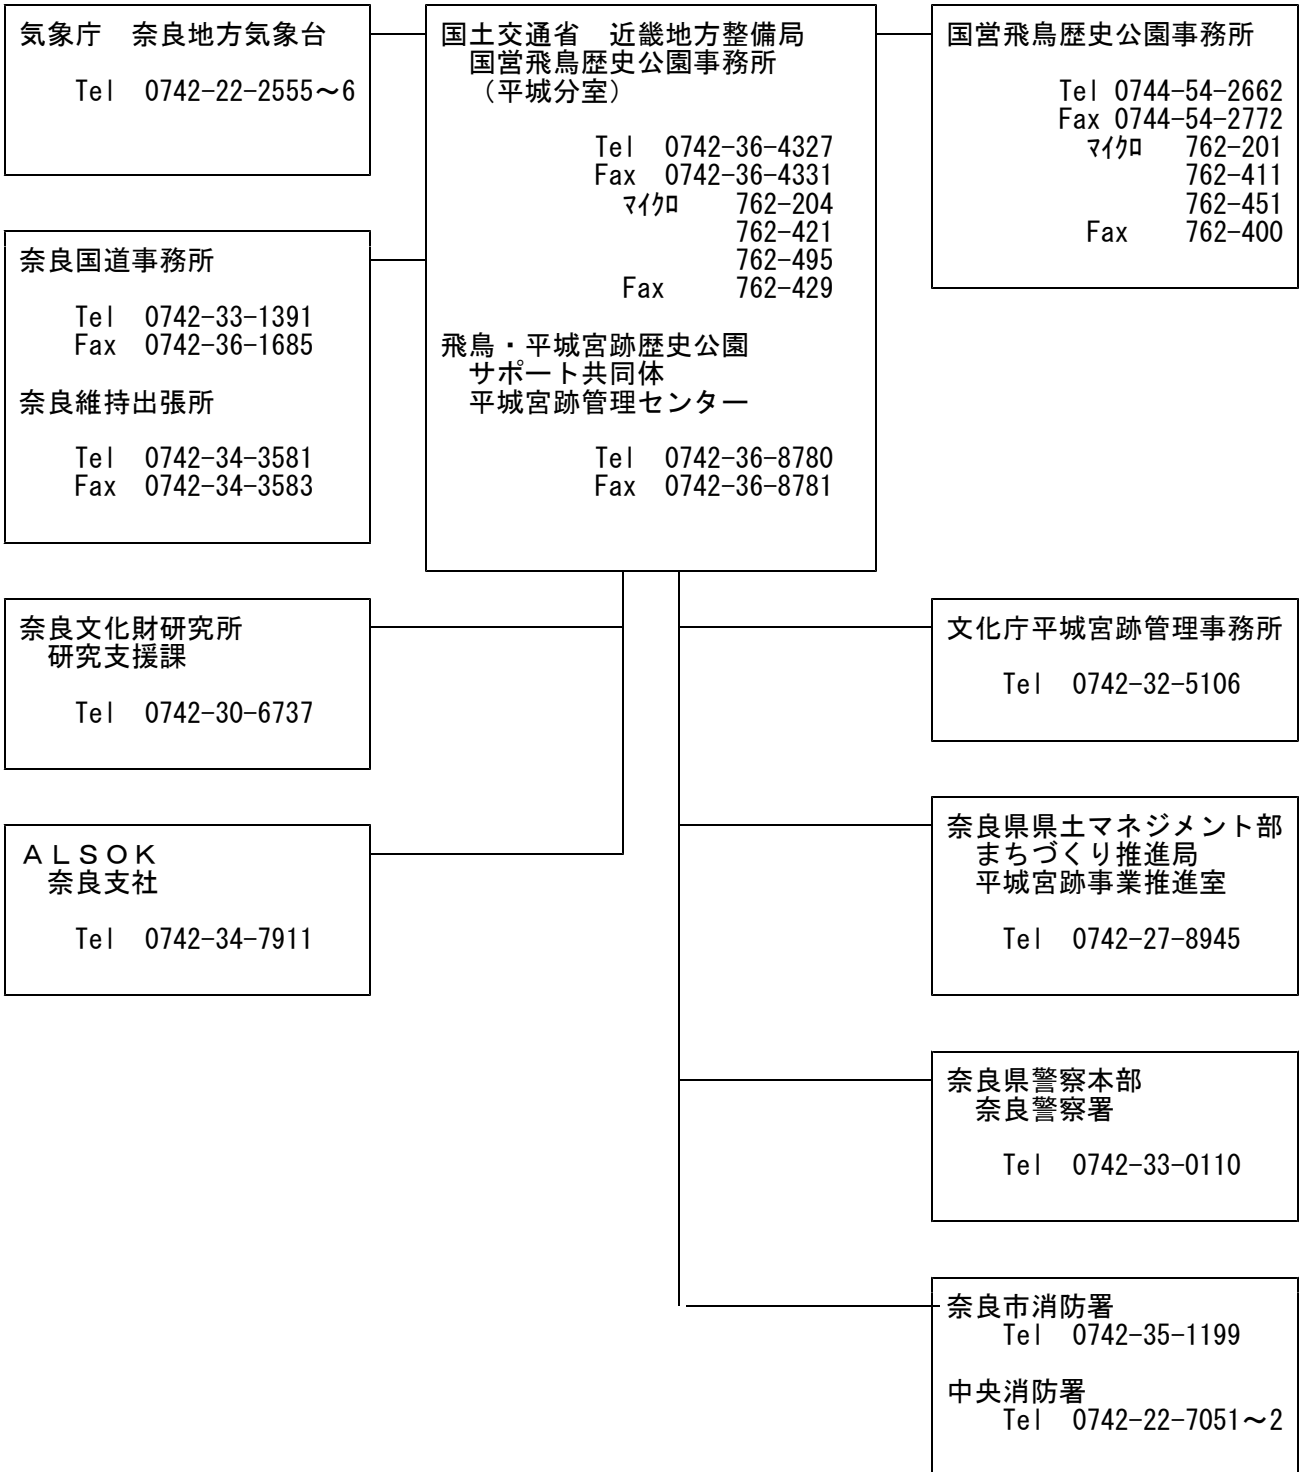 気象庁　奈良地方気象台
Tel 0742-22-2555～6
奈良国道事務所
Tel 0742-33-1391
Fax 0742-36-1685
奈良維持出張所
Tel 0742-34-3581
Fax 0742-34-3583
国土交通省　近畿地方整備局
国営飛鳥歴史公園事務所
（平城分室）
Tel 0742-36-4327
Fax 0742-36-4331
ﾏｲｸﾛ 762-204
762-421
762-495
Fax 762-429
飛鳥・平城宮跡歴史公園
サポート共同体
平城宮跡管理センター
Tel 0742-36-8780
Fax 0742-36-8781
国営飛鳥歴史公園事務所
Tel 0744-54-2662
Fax 0744-54-2772
ﾏｲｸﾛ 762-201
762-411
762-451
Fax 762-400
奈良文化財研究所
研究支援課
Tel 0742-30-6737
ＡＬＳＯＫ
奈良支社
Tel 0742-34-7911
文化庁平城宮跡管理事務所
Tel 0742-32-5106
奈良県県土マネジメント部
まちづくり推進局
平城宮跡事業推進室
Tel 0742-27-8945
奈良県警察本部
奈良警察署
Tel 0742-33-0110
奈良市消防署
Tel 0742-35-1199
中央消防署
Tel 0742-22-7051～2